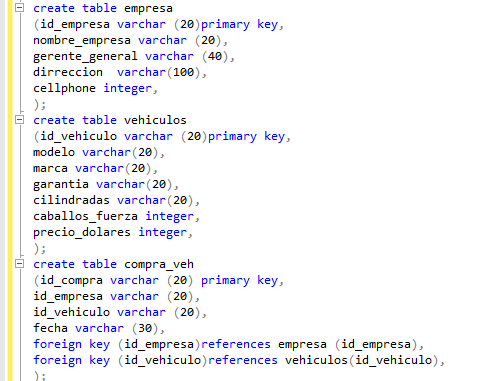 create table empresa
(id_empresa varchar (20)primary key,
nombre_empresa varchar (20),
gerente_general varchar (40),
dirreccion  varchar(100),
cellphone integer,
);
create table vehiculos
(id_vehiculo varchar (20)primary key,
modelo varchar(20),
marca varchar(20),
garantia varchar(20),
cilindradas varchar(20),
caballos_fuerza integer,
precio_dolares integer,
);
create table compra_veh
(id_compra varchar (20) primary key,
id_empresa varchar (20),
id_vehiculo varchar (20),
fecha varchar (30),
foreign key (id_empresa)references empresa (id_empresa),
foreign key (id_vehiculo)references vehiculos(id_vehiculo),
);